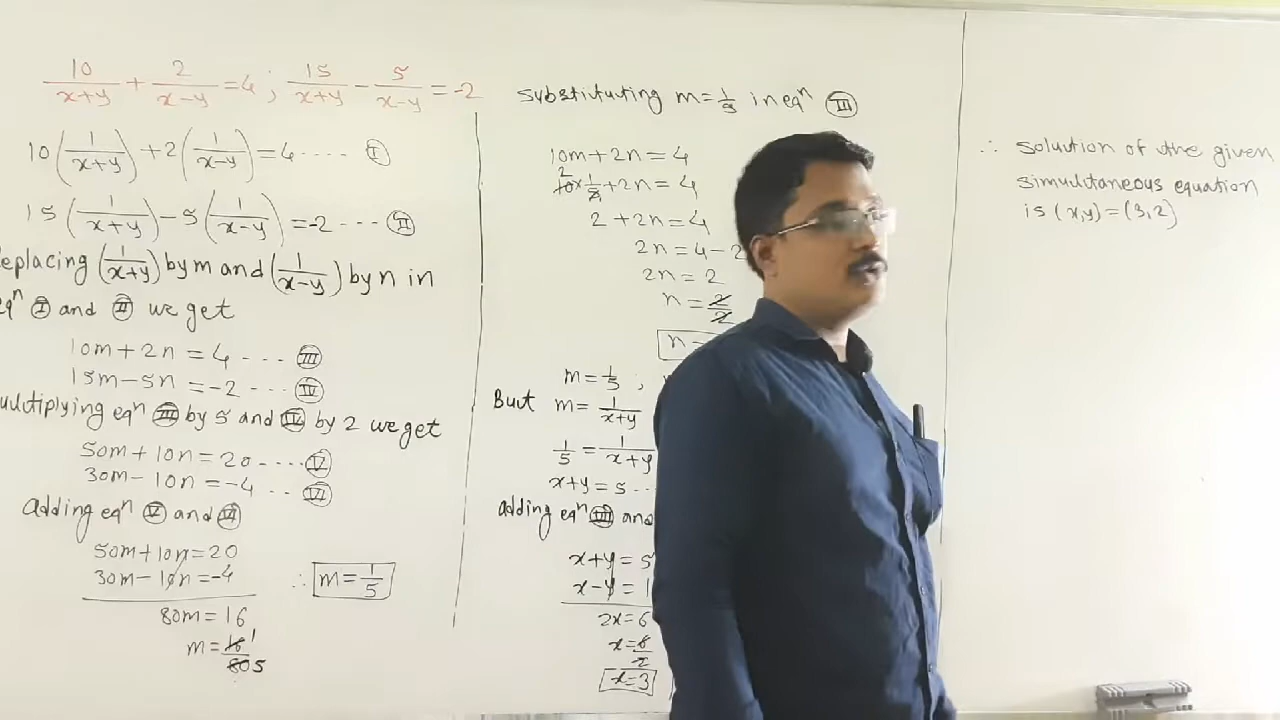 10/(x+y) + 2/(x-y) = 4 ; 15/(x+y) - 5/(x-y) = -2
10(1/(x+y)) + 2(1/(x-y)) = 4 .... Ⅰ
15(1/(x+y)) - 5(1/(x-y)) = -2 ... Ⅱ
eplacing (1/(x+y)) by m and (1/(x-y)) by n in
eqⁿ Ⅰ and Ⅱ we get
10m + 2n = 4 --- Ⅲ
15m - 5n = -2 --- Ⅳ
ultiplying eqⁿ Ⅲ by 5 and Ⅳ by 2 we get
50m + 10n = 20 ---- Ⅴ
30m - 10n = -4 .. Ⅵ
Adding eqⁿ Ⅴ and Ⅵ
50m + 10n = 20
30m - 10n = -4
80m = 16
m = 16/80 1/5
∴ m = 1/5
Substituting m = 1/5 in eqⁿ Ⅲ
10m + 2n = 4
2 10 × 1/5 + 2n = 4
2 + 2n = 4
2n = 4 - 2
2n = 2
n = 2/2
n =
m = 1/5 ;
But m = 1/(x+y)
1/5 = 1/(x+y)
x+y = 5 ..
Adding eqⁿ and
x+y = 5
x-y = 1
2x = 6
x = 6/2
x = 3
∴ solution of the given
simultaneous equation
is (x,y) = (3,2)